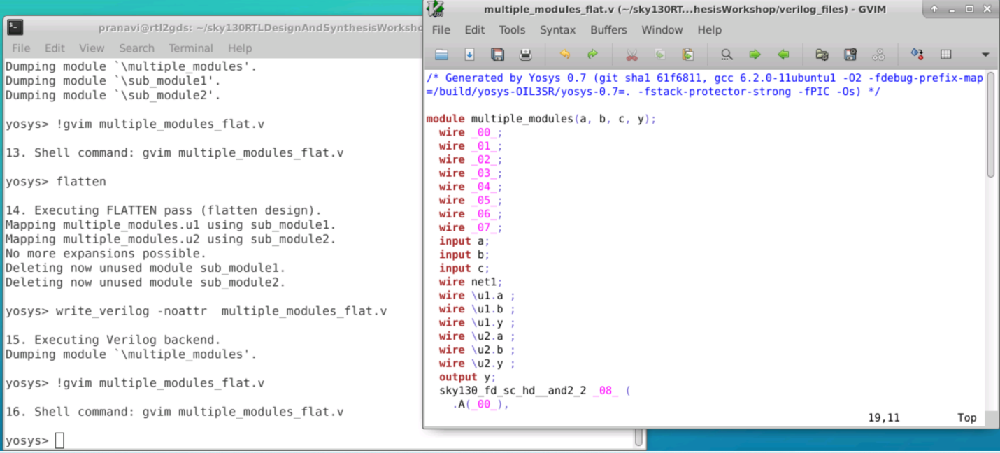 pranavi@rtl2gds: ~/sky130RTLDesignAndSynthesisWorksho
File Edit View Search Terminal Help
Dumping module `\multiple_modules'.
Dumping module `\sub_module1'.
Dumping module `\sub_module2'.
yosys> !gvim multiple_modules_flat.v
13. Shell command: gvim multiple_modules_flat.v
yosys> flatten
14. Executing FLATTEN pass (flatten design).
Mapping multiple_modules.u1 using sub_module1.
Mapping multiple_modules.u2 using sub_module2.
No more expansions possible.
Deleting now unused module sub_module1.
Deleting now unused module sub_module2.
yosys> write_verilog -noattr  multiple_modules_flat.v
15. Executing Verilog backend.
Dumping module `\multiple_modules'.
yosys> !gvim multiple_modules_flat.v
16. Shell command: gvim multiple_modules_flat.v
yosys>
multiple_modules_flat.v (~/sky130RT...hesisWorkshop/verilog_files) - GVIM
File Edit Tools Syntax Buffers Window Help
/* Generated by Yosys 0.7 (git sha1 61f6811, gcc 6.2.0-11ubuntu1 -O2 -fdebug-prefix-map
=/build/yosys-OIL3SR/yosys-0.7=. -fstack-protector-strong -fPIC -Os) */
module multiple_modules(a, b, c, y);
wire _00_;
wire _01_;
wire _02_;
wire _03_;
wire _04_;
wire _05_;
wire _06_;
wire _07_;
input a;
input b;
input c;
wire net1;
wire \u1.a ;
wire \u1.b ;
wire \u1.y ;
wire \u2.a ;
wire \u2.b ;
wire \u2.y ;
output y;
sky130_fd_sc_hd__and2_2 _08_ (
.A(_00_),
19,11 Top